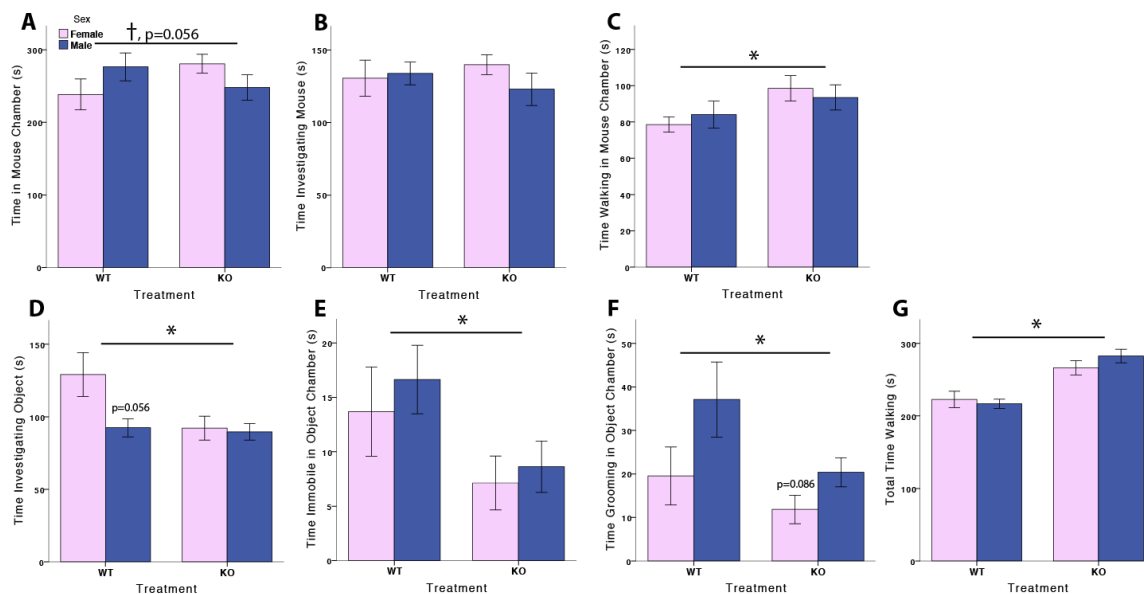 A
Sex
Female
Male
†, p=0.056
Time in Mouse Chamber (s)
300
200
100
0
WT
KO
Treatment
B
Time Investigating Mouse (s)
150
100
50
0
WT
KO
Treatment
C
*
Time Walking in Mouse Chamber (s)
120
100
80
60
40
20
0
WT
KO
Treatment
D
*
p=0.056
Time Investigating Object (s)
150
100
50
0
WT
KO
Treatment
E
*
Time Immobile in Object Chamber (s)
20
15
10
5
0
WT
KO
Treatment
F
*
p=0.086
Time Grooming in Object Chamber (s)
50
40
30
20
10
0
WT
KO
Treatment
G
*
Total Time Walking (s)
300
200
100
0
WT
KO
Treatment